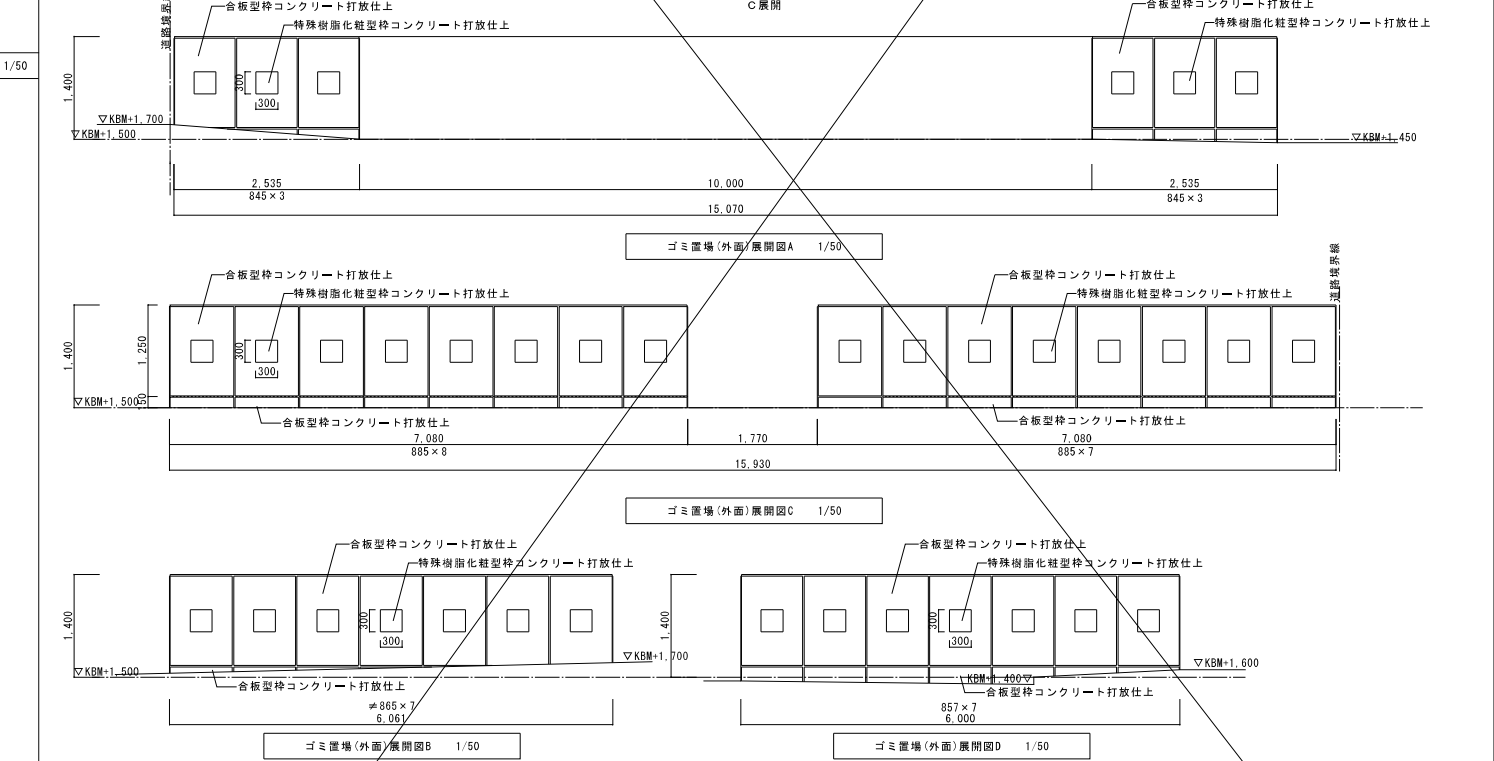 C展開
合板型枠コンクリート打放仕上
特殊樹脂化粧型枠コンクリート打放仕上
合板型枠コンクリート打放仕上
特殊樹脂化粧型枠コンクリート打放仕上
道路境界
1/50
1,400
300
300
▽KBM+1,700
▽KBM+1,500
▽KBM+1,450
2,535
10,000
2,535
845×3
845×3
15,070
ゴミ置場(外面)展開図A 1/50
道路境界線
合板型枠コンクリート打放仕上
特殊樹脂化粧型枠コンクリート打放仕上
合板型枠コンクリート打放仕上
特殊樹脂化粧型枠コンクリート打放仕上
1,400
1,250
300
300
▽KBM+1,500
合板型枠コンクリート打放仕上
合板型枠コンクリート打放仕上
7,080
1,770
7,080
885×8
885×7
15,930
ゴミ置場(外面)展開図C 1/50
合板型枠コンクリート打放仕上
特殊樹脂化粧型枠コンクリート打放仕上
合板型枠コンクリート打放仕上
特殊樹脂化粧型枠コンクリート打放仕上
1,400
300
300
1,400
300
300
▽KBM+1,500
▽KBM+1,700
KBM+1,400▽
▽KBM+1,600
合板型枠コンクリート打放仕上
合板型枠コンクリート打放仕上
≠865×7
6,061
857×7
6,000
ゴミ置場(外面)展開図B 1/50
ゴミ置場(外面)展開図D 1/50